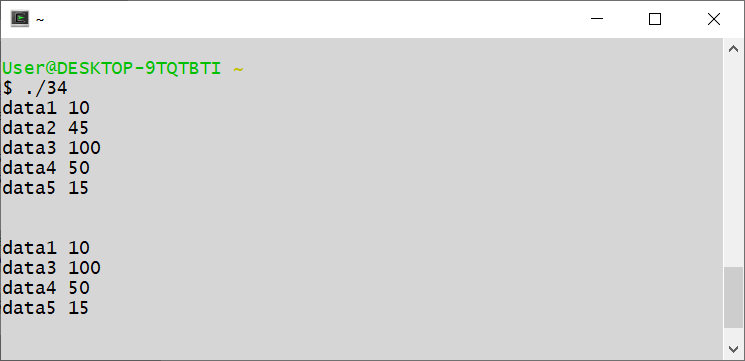 ~
User@DESKTOP-9TQTBTI ~
$ ./34
data1 10
data2 45
data3 100
data4 50
data5 15
data1 10
data3 100
data4 50
data5 15